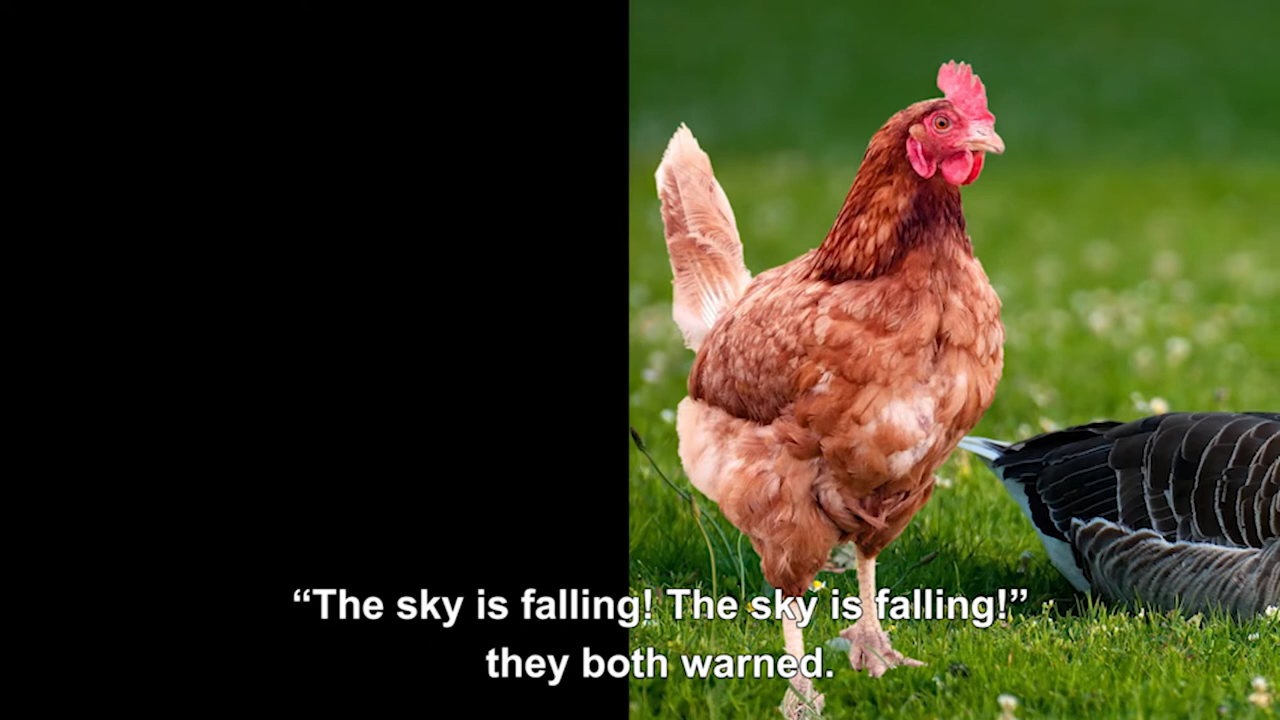 “The sky is falling! The sky is falling!”
they both warned.